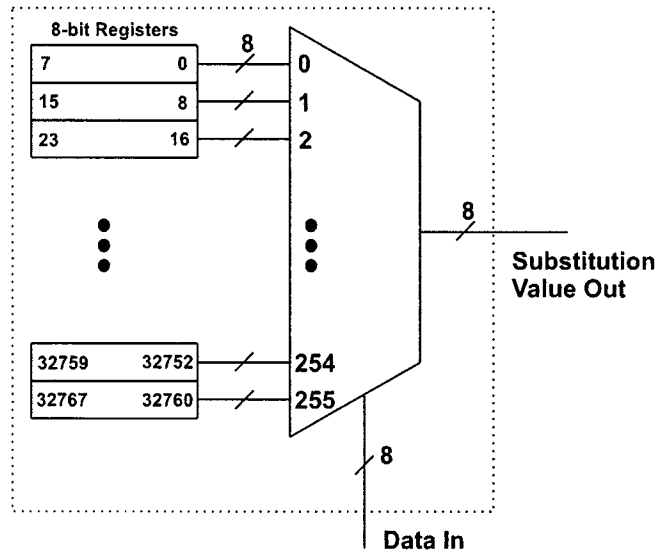 8-bit Registers
8
7 0 0
15 8 1
23 16 2
8
Substitution
Value Out
32759 32752 254
32767 32760 255
8
Data In